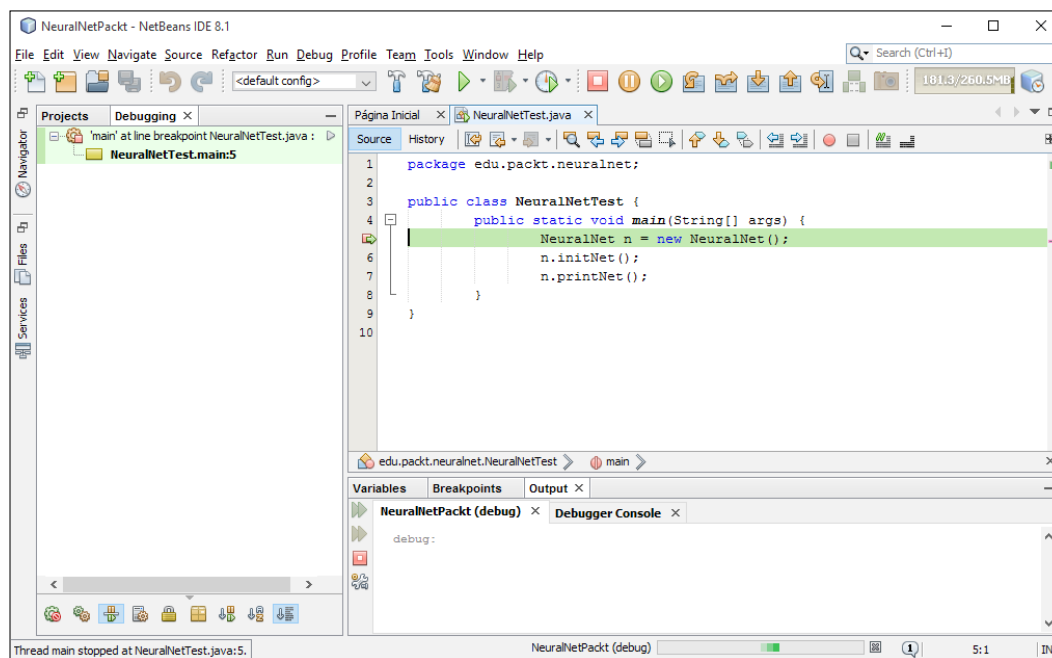 NeuralNetPackt - NetBeans IDE 8.1
File Edit View Navigate Source Refactor Run Debug Profile Team Tools Window Help
Search (Ctrl+I)
<default config>
181.3/260.5MB
Projects Debugging
Página Inicial NeuralNetTest.java
Navigator
Files
Services
'main' at line breakpoint NeuralNetTest.java :
NeuralNetTest.main:5
Source History
1 package edu.packt.neuralnet;
2
3 public class NeuralNetTest {
4 public static void main(String[] args) {
NeuralNet n = new NeuralNet();
6 n.initNet();
7 n.printNet();
8 }
9 }
10
edu.packt.neuralnet.NeuralNetTest main
Variables Breakpoints Output
NeuralNetPackt (debug) Debugger Console
debug:
Thread main stopped at NeuralNetTest.java:5.
NeuralNetPackt (debug)
1
5:1
IN